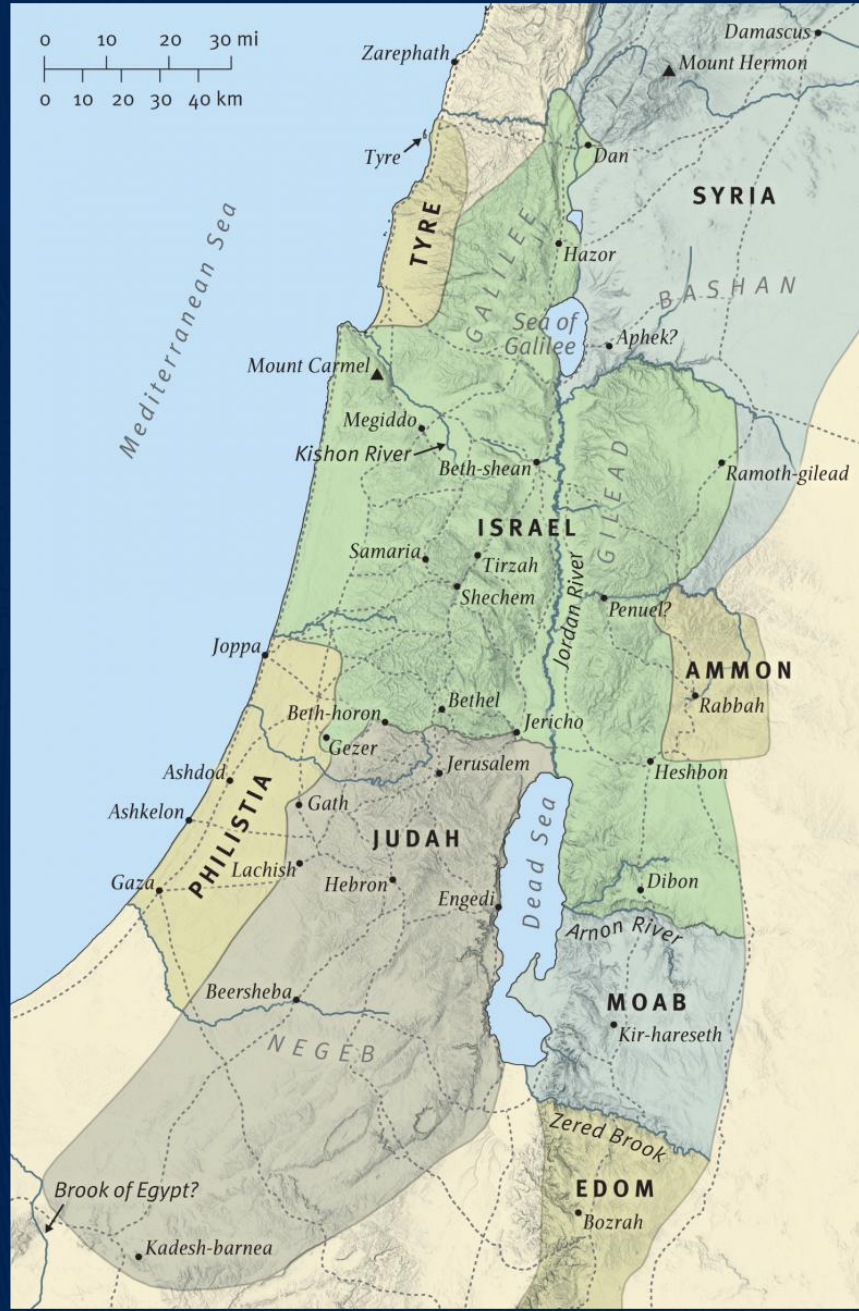 0 10 20 30 mi
0 10 20 30 40 km
Damascus
Zarephath
Mount Hermon
Tyre
Dan
SYRIA
TYRE
GALILEE
Hazor
Mediterranean Sea
BASHAN
Sea of
Galilee
Aphek?
Mount Carmel
Megiddo
Kishon River
Beth-shean
GILEAD
Ramoth-gilead
ISRAEL
Samaria
Tirzah
Shechem
Jordan River
Penuel?
Joppa
AMMON
Rabbah
Bethel
Beth-horon
Jericho
Gezer
Jerusalem
Heshbon
Ashdod
Gath
Ashkelon
PHILISTIA
JUDAH
Lachish
Hebron
Dead Sea
Gaza
Engedi
Dibon
Arnon River
Beersheba
MOAB
Kir-hareseth
NEGEB
Zered Brook
Brook of Egypt?
EDOM
Bozrah
Kadesh-barnea